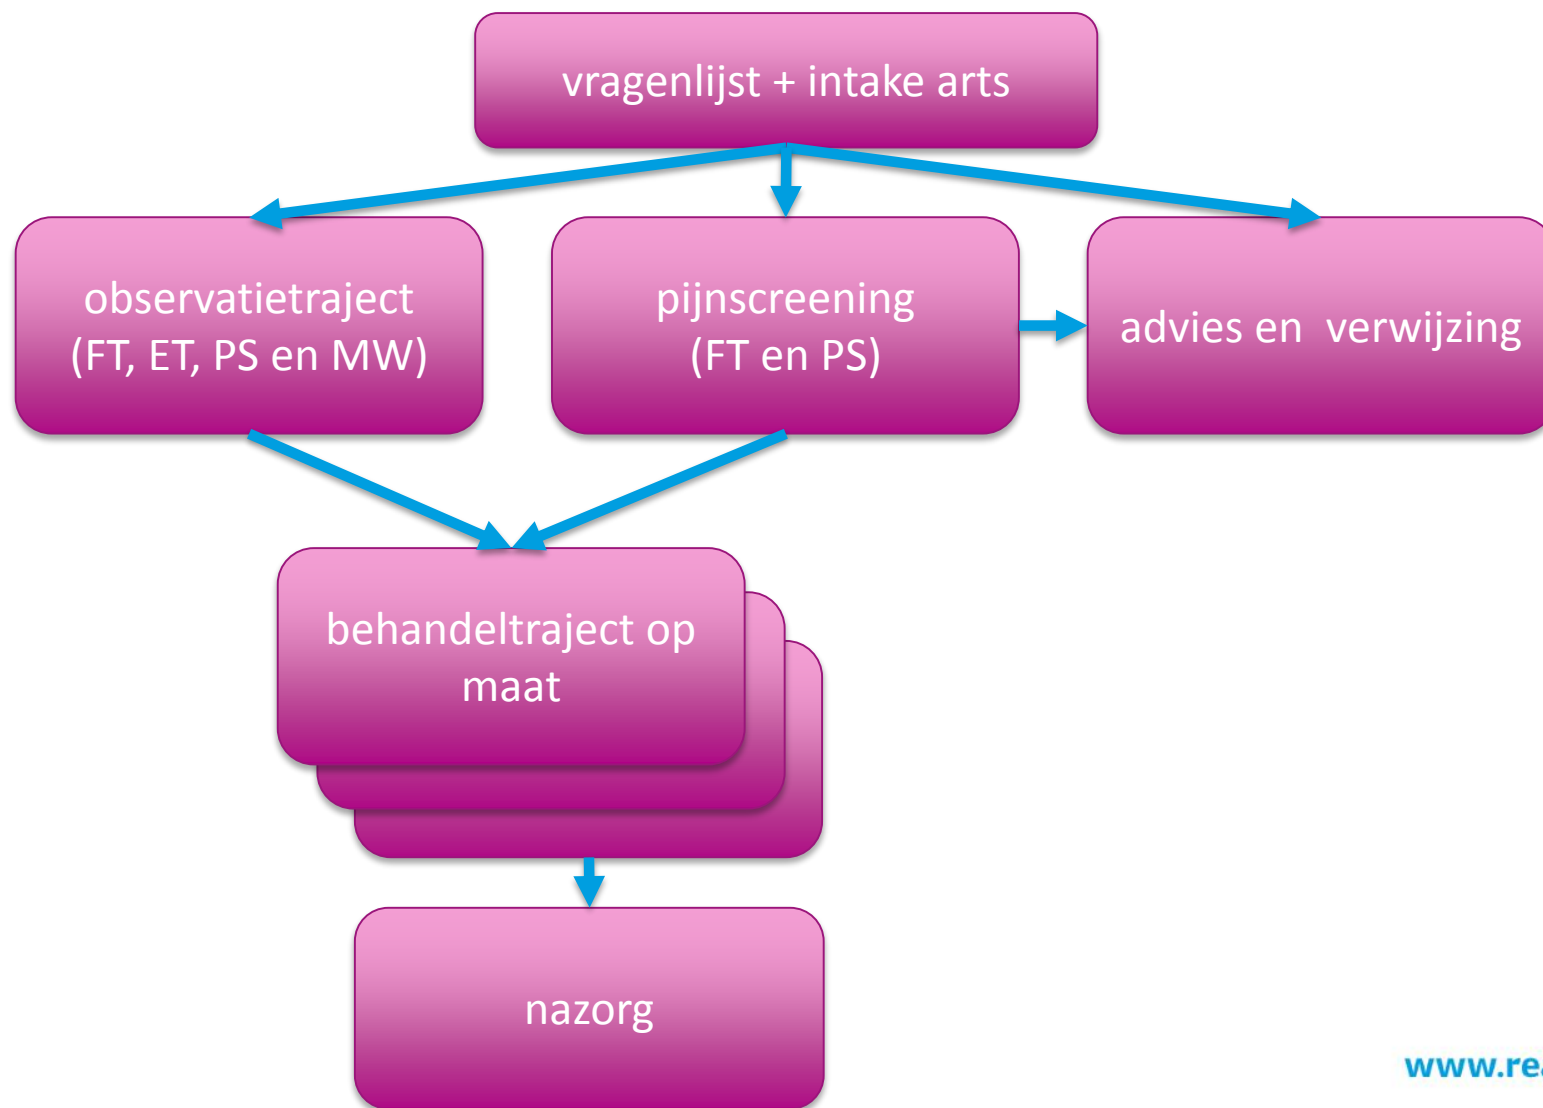 vragenlijst + intake arts
observatietraject
(FT, ET, PS en MW)
pijnscreening
(FT en PS)
advies en  verwijzing
behandeltraject op
maat
nazorg
www.re